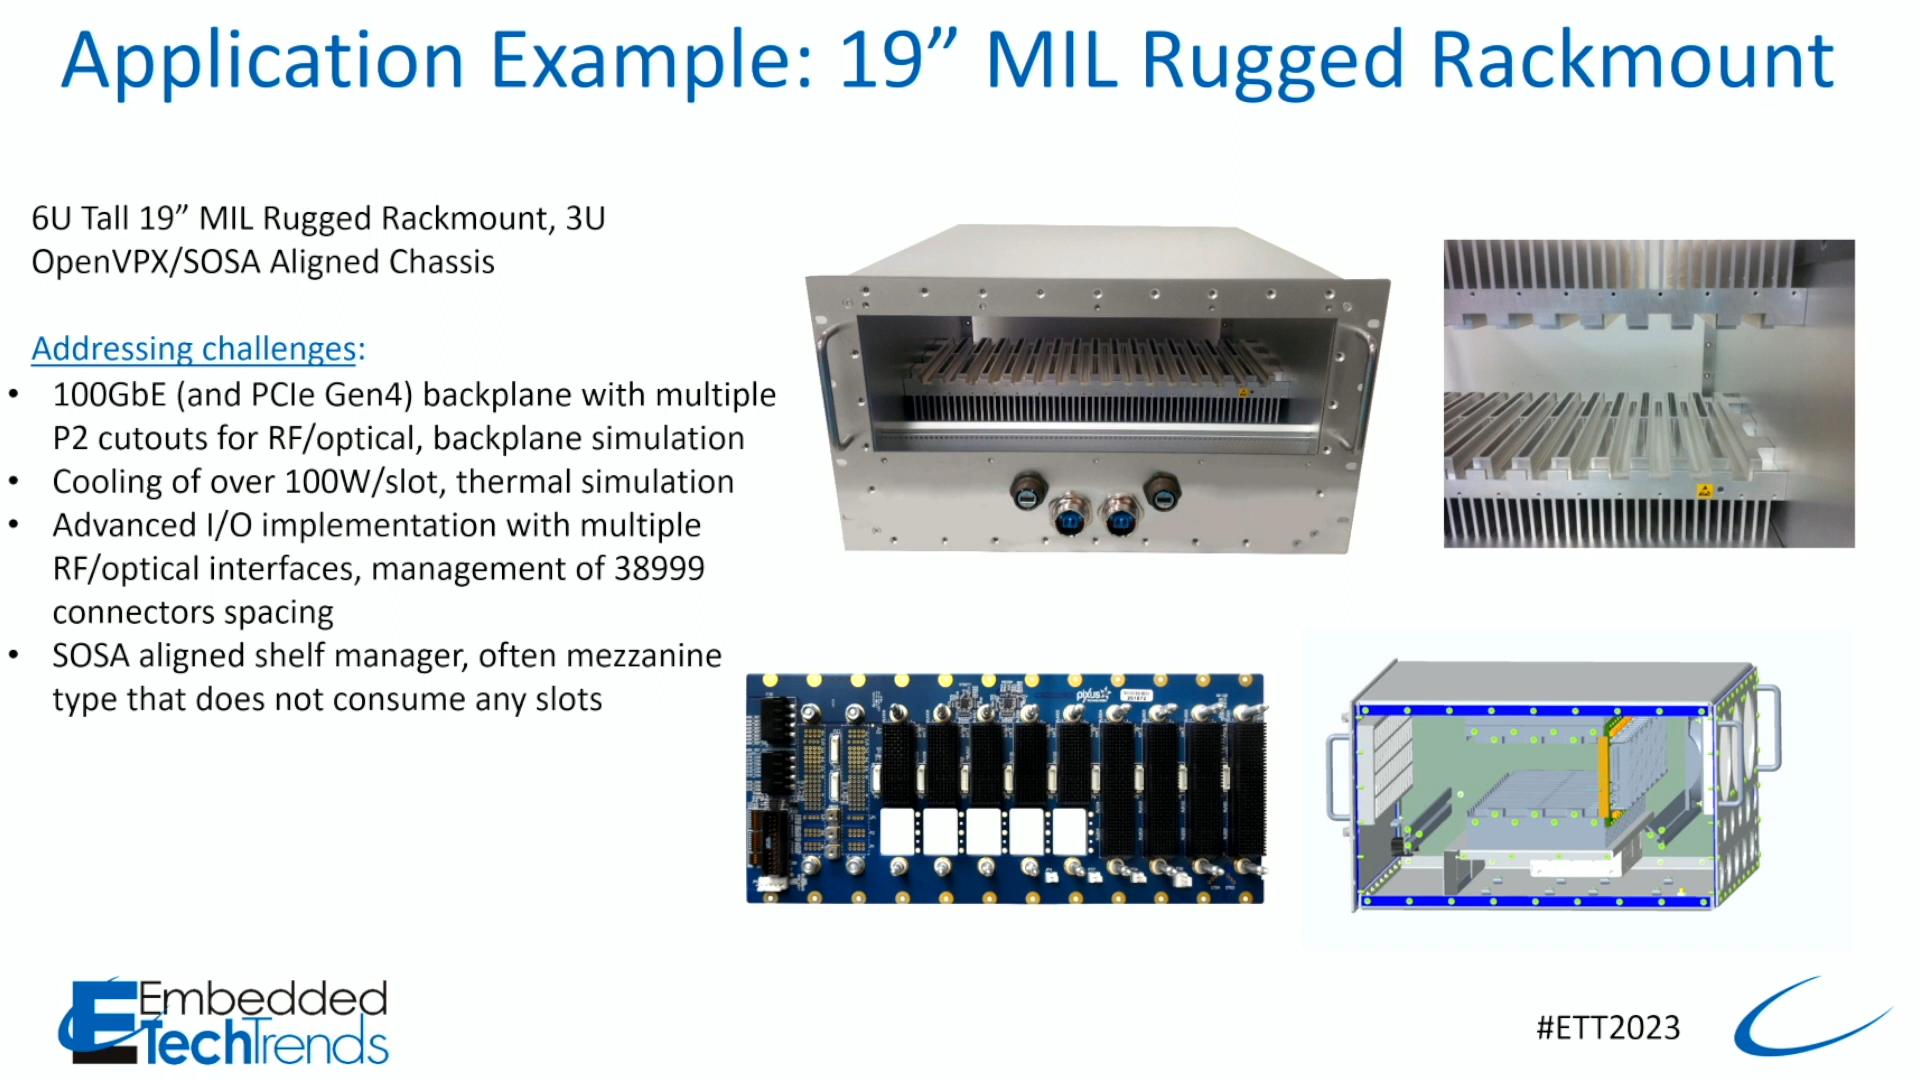 Application Example: 19” MIL Rugged Rackmount
6U Tall 19” MIL Rugged Rackmount, 3U
OpenVPX/SOSA Aligned Chassis
Addressing challenges:
• 100GbE (and PCIe Gen4) backplane with multiple
P2 cutouts for RF/optical, backplane simulation
• Cooling of over 100W/slot, thermal simulation
• Advanced I/O implementation with multiple
RF/optical interfaces, management of 38999
connectors spacing
• SOSA aligned shelf manager, often mezzanine
type that does not consume any slots
pixus
Embedded
TechTrends
#ETT2023